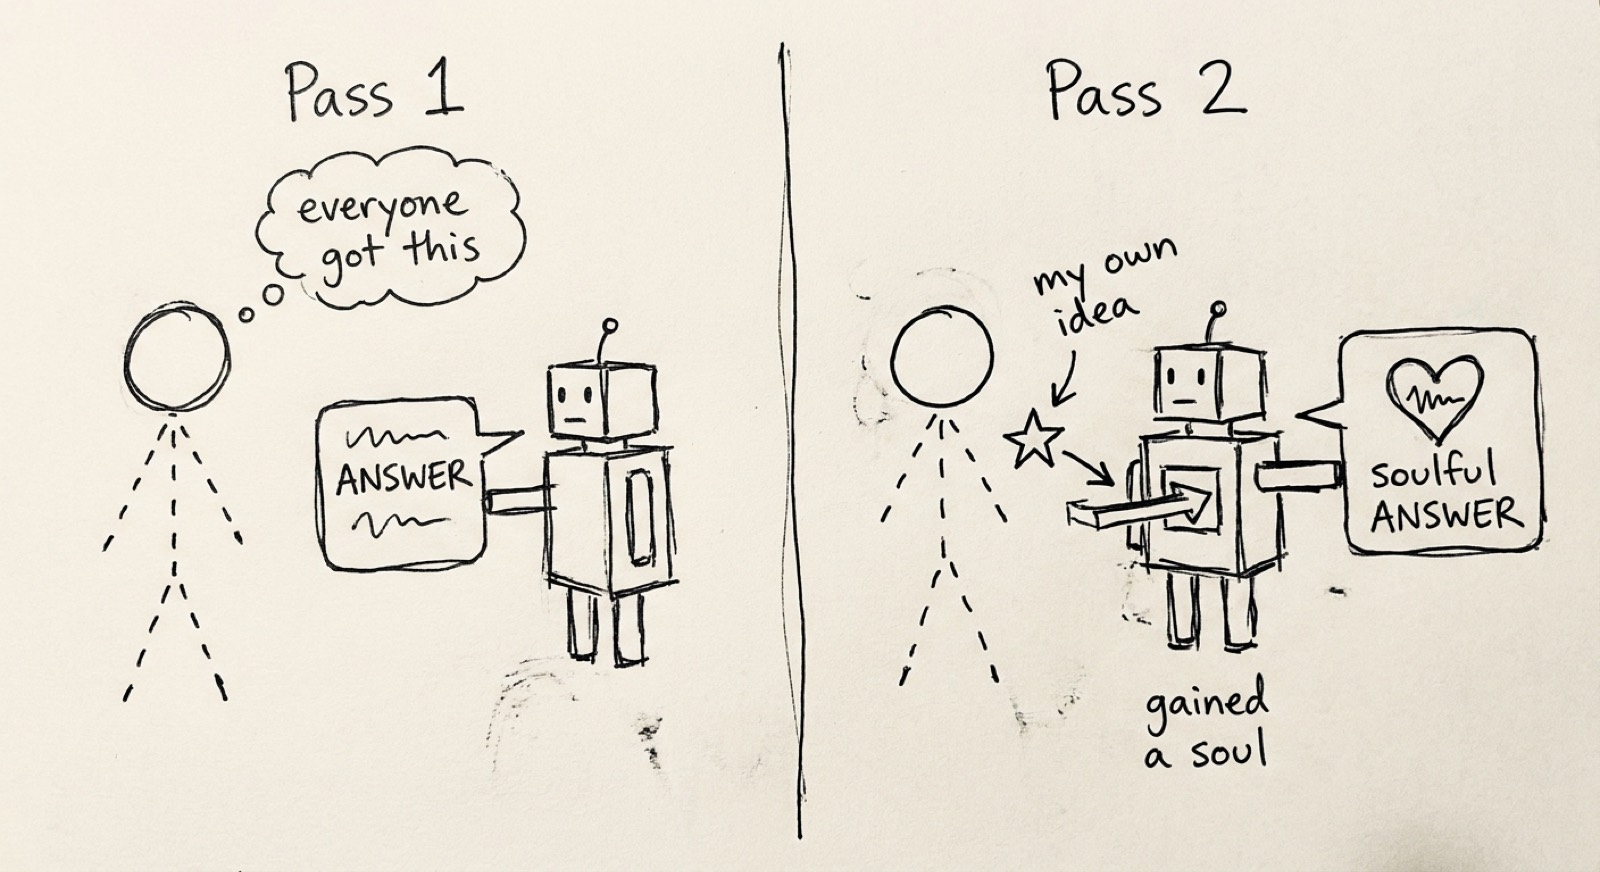 Pass 1
everyone
got this
ANSWER
Pass 2
my own
idea
soulful
ANSWER
gained
a soul